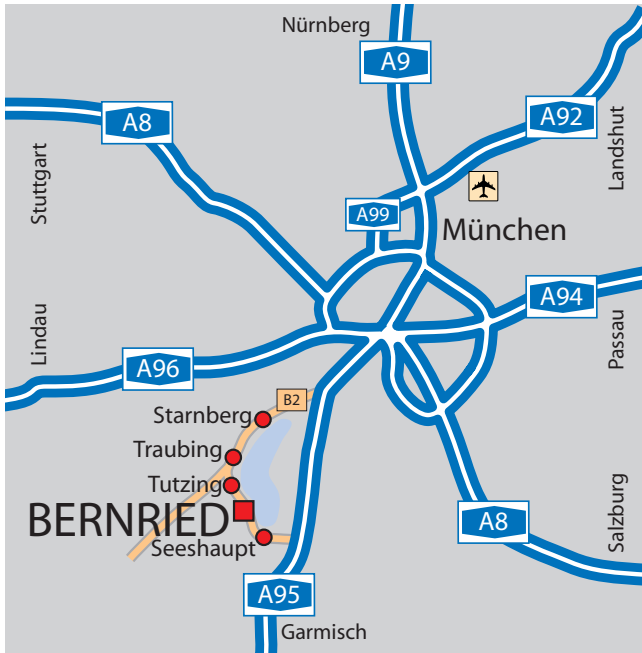 Nürnberg
A9
A92
A8
Landshut
Stuttgart
A99
München
A94
Lindau
Passau
A96
B2
Starnberg
Traubing
Tutzing
BERNRIED
A8
Salzburg
Seeshaupt
A95
Garmisch